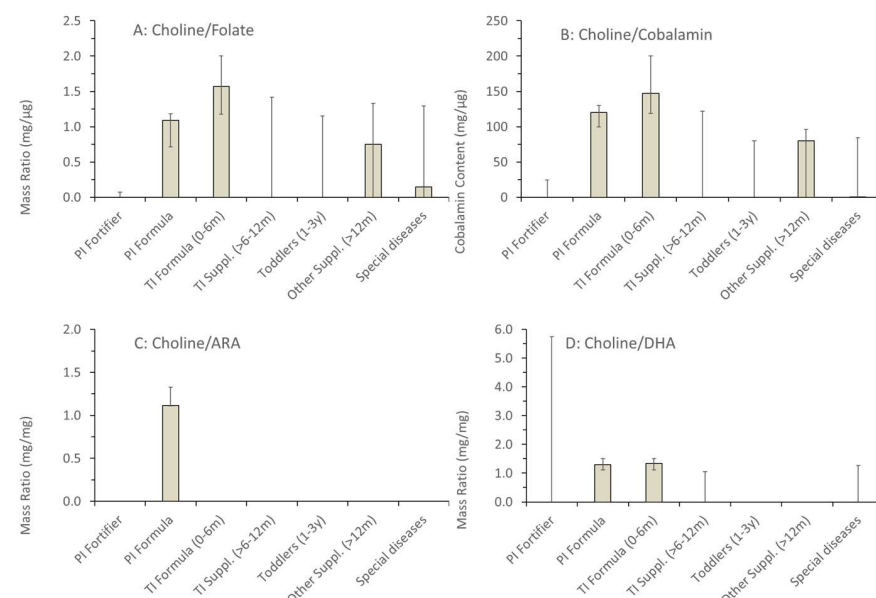 A: Choline/Folate
Mass Ratio (mg/µg)
2.5
2.0
1.5
1.0
0.5
0.0
PI Fortifier
PI Formula
TI Formula (0-6m)
TI Suppl. (>6-12m)
Toddlers (1-3y)
Other Suppl. (>12m)
Special diseases
B: Choline/Cobalamin
Cobalamin Content (mg/µg)
250
200
150
100
50
0
PI Fortifier
PI Formula
TI Formula (0-6m)
TI Suppl. (>6-12m)
Toddlers (1-3y)
Other Suppl. (>12m)
Special diseases
C: Choline/ARA
Mass Ratio (mg/mg)
2.0
1.5
1.0
0.5
0.0
PI Fortifier
PI Formula
TI Formula (0-6m)
TI Suppl. (>6-12m)
Toddlers (1-3y)
Other Suppl. (>12m)
Special diseases
D: Choline/DHA
Mass Ratio (mg/mg)
6.0
5.0
4.0
3.0
2.0
1.0
0.0
PI Fortifier
PI Formula
TI Formula (0-6m)
TI Suppl. (>6-12m)
Toddlers (1-3y)
Other Suppl. (>12m)
Special diseases